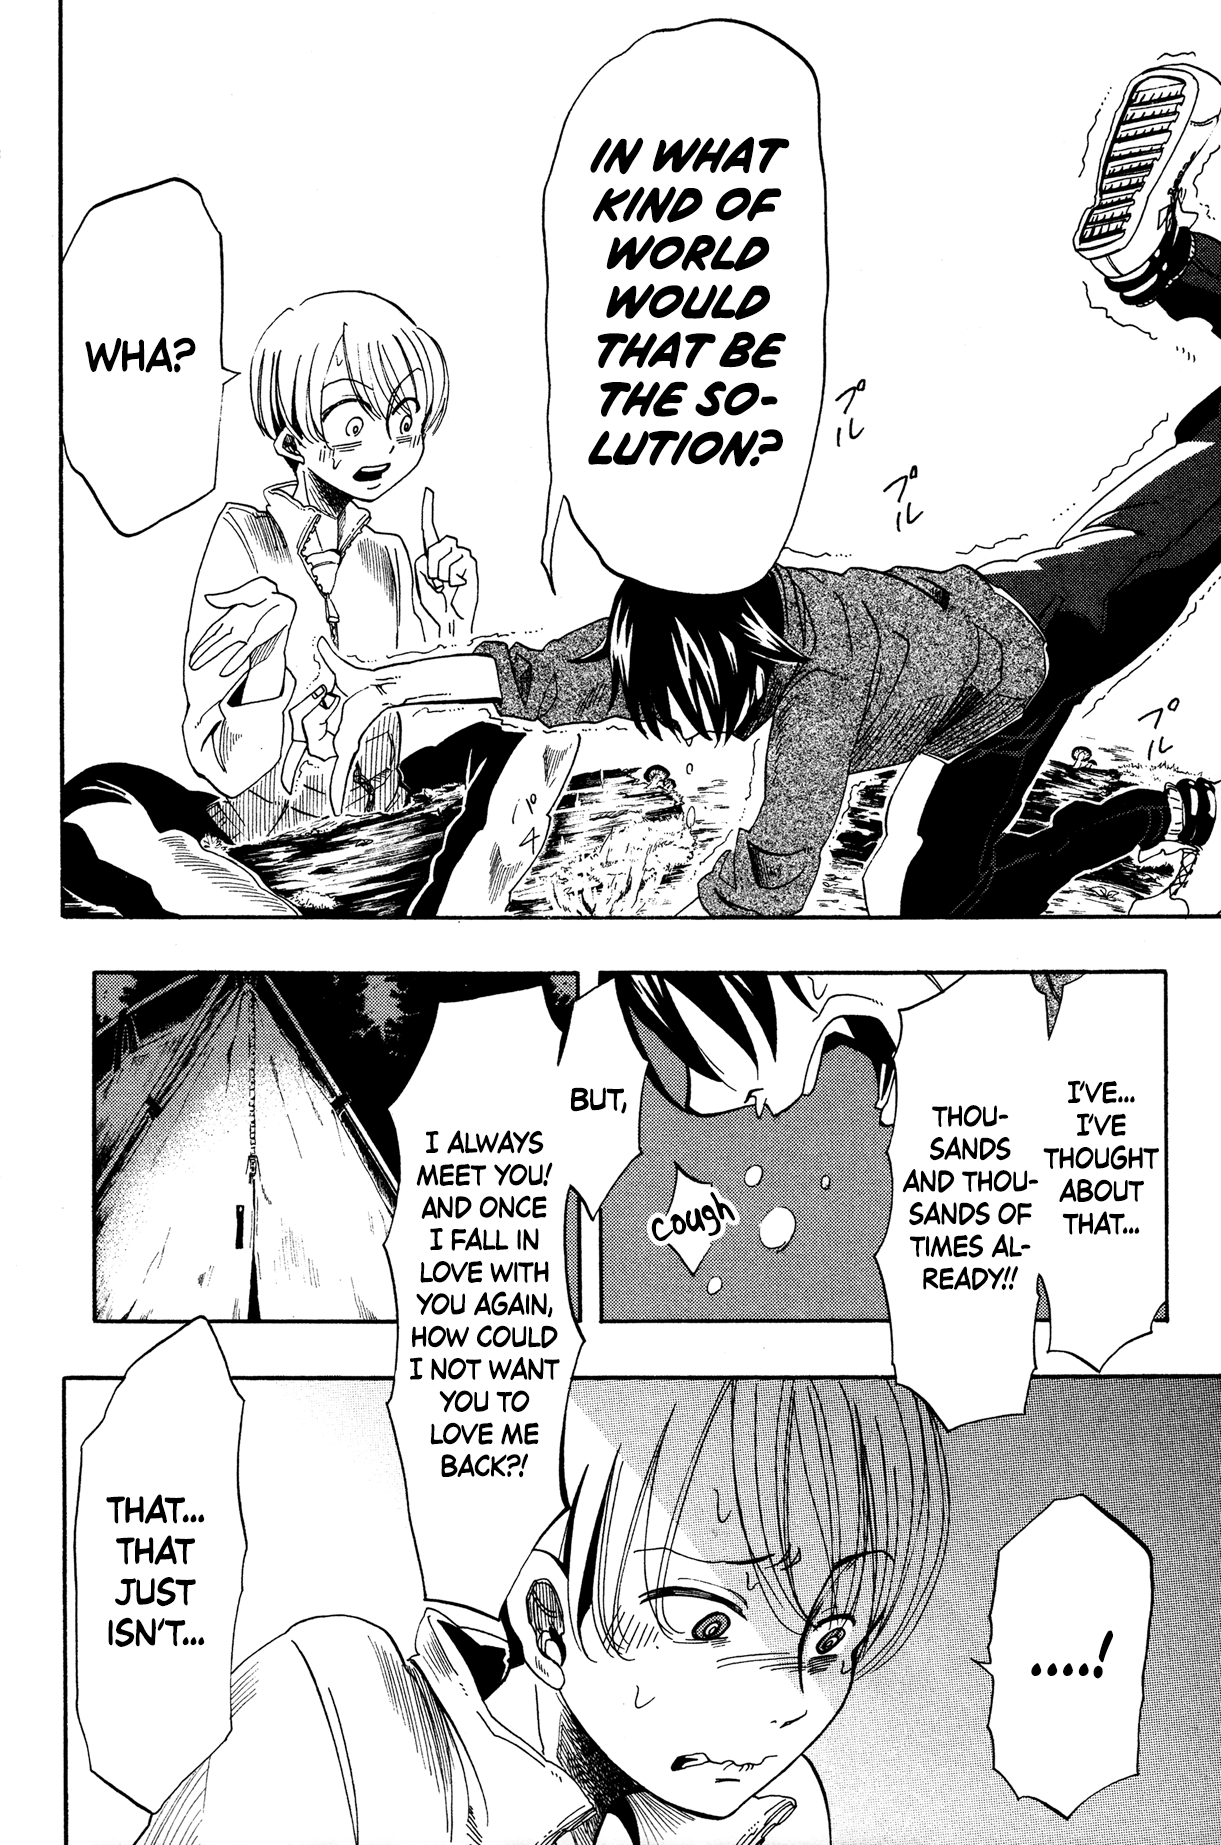 IN WHAT
KIND OF
WORLD
WOULD
THAT BE
THE SO-
LUTION?
WHA?
プル
プル
プル
I'VE...
I'VE
THOUGHT
ABOUT
THAT...
THOU-
SANDS
AND THOU-
SANDS OF
TIMES AL-
READY!!
cough
BUT,
I ALWAYS
MEET YOU!
AND ONCE
I FALL IN
LOVE WITH
YOU AGAIN,
HOW COULD
I NOT WANT
YOU TO
LOVE ME
BACK?!
....!
THAT...
THAT
JUST
ISN'T...